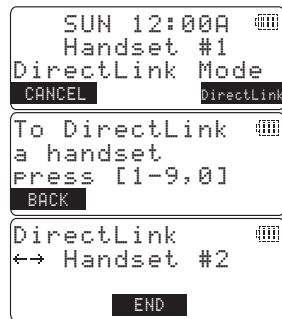 SUN 12:00A
Handset #1
DirectLink Mode
CANCEL DirectLink
To DirectLink
a handset
press [1-9,0]
BACK
DirectLink
←→ Handset #2
END